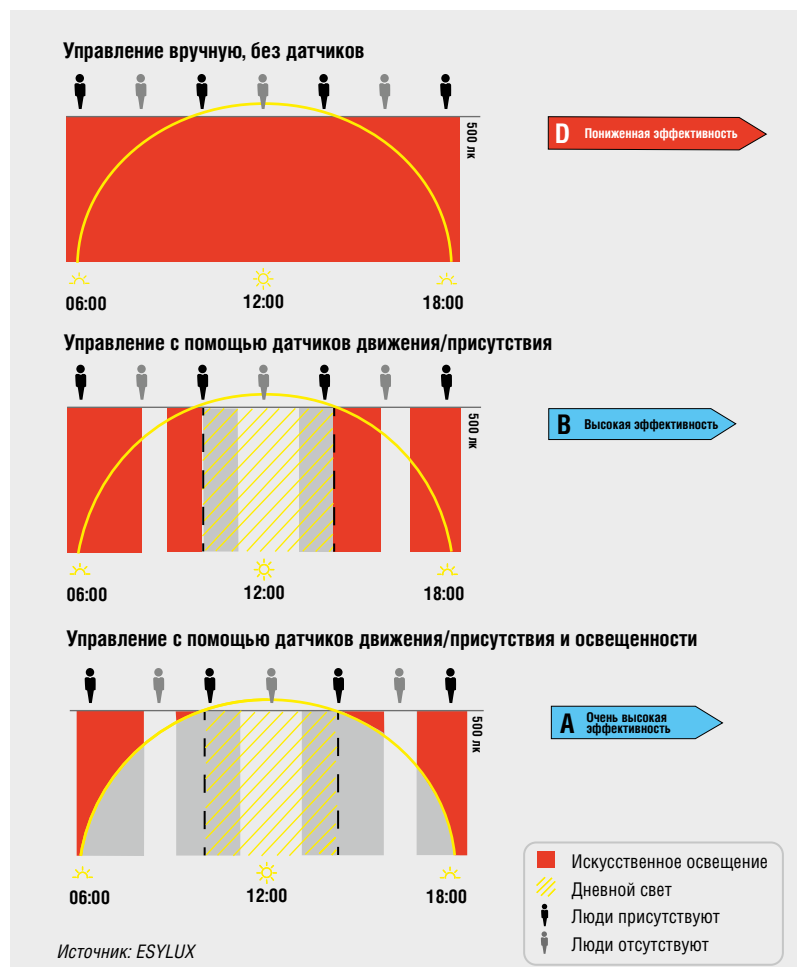 Управление вручную, без датчиков
500 лк
D Пониженная эффективность
06:00 12:00 18:00
Управление с помощью датчиков движения/присутствия
500 лк
B Высокая эффективность
06:00 12:00 18:00
Управление с помощью датчиков движения/присутствия и освещенности
500 лк
A Очень высокая
эффективность
06:00 12:00 18:00
Искусственное освещение
Дневной свет
Люди присутствуют
Люди отсутствуют
Источник: ESYLUX